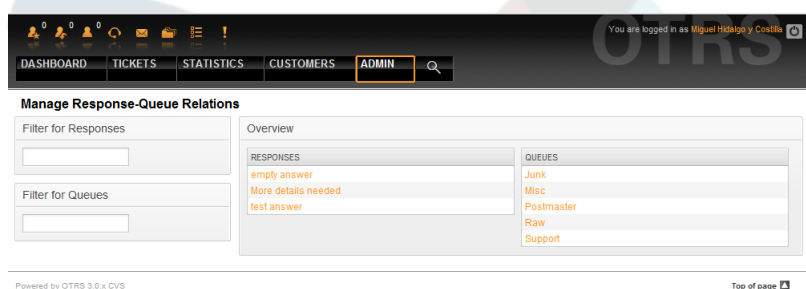 0 0 0
You are logged in as Miguel Hidalgo y Costilla
OTRS
DASHBOARD TICKETS STATISTICS CUSTOMERS ADMIN
Manage Response-Queue Relations
Filter for Responses
Overview
RESPONSES
QUEUES
empty answer
Junk
More details needed
Misc
test answer
Postmaster
Raw
Support
Filter for Queues
Powered by OTRS 3.0.x CVS
Top of page